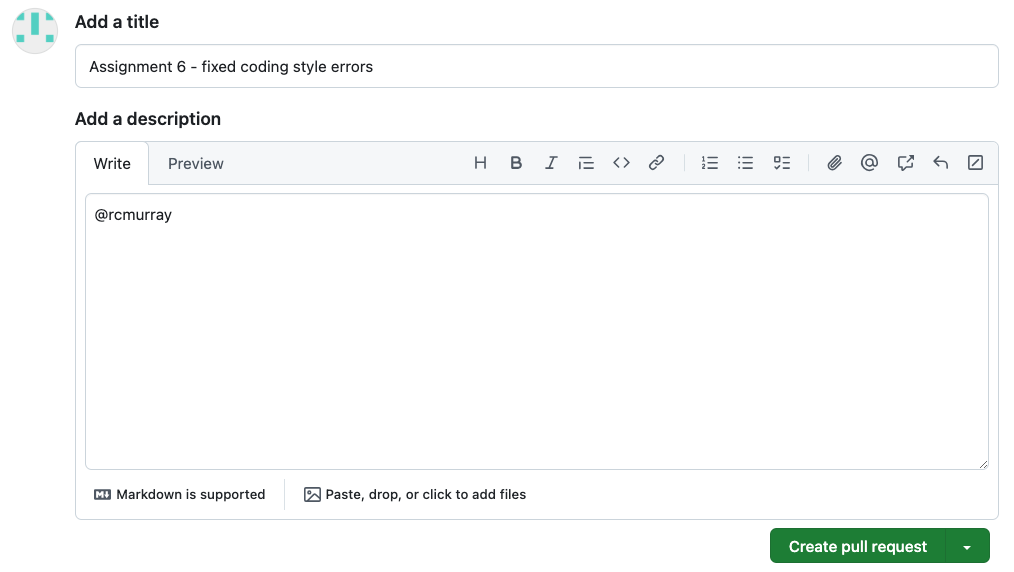 Add a title
Assignment 6 - fixed coding style errors
Add a description
Write Preview
@rcmurray
Markdown is supported Paste, drop, or click to add files
Create pull request